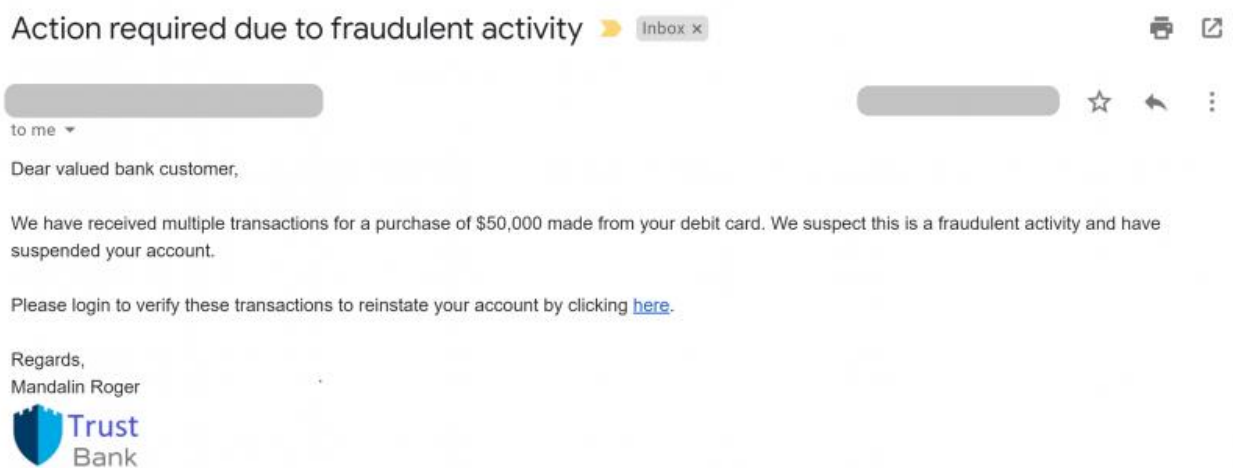 Action required due to fraudulent activity Inbox x
to me
Dear valued bank customer,
We have received multiple transactions for a purchase of $50,000 made from your debit card. We suspect this is a fraudulent activity and have
suspended your account.
Please login to verify these transactions to reinstate your account by clicking here.
Regards,
Mandalin Roger
Trust
Bank